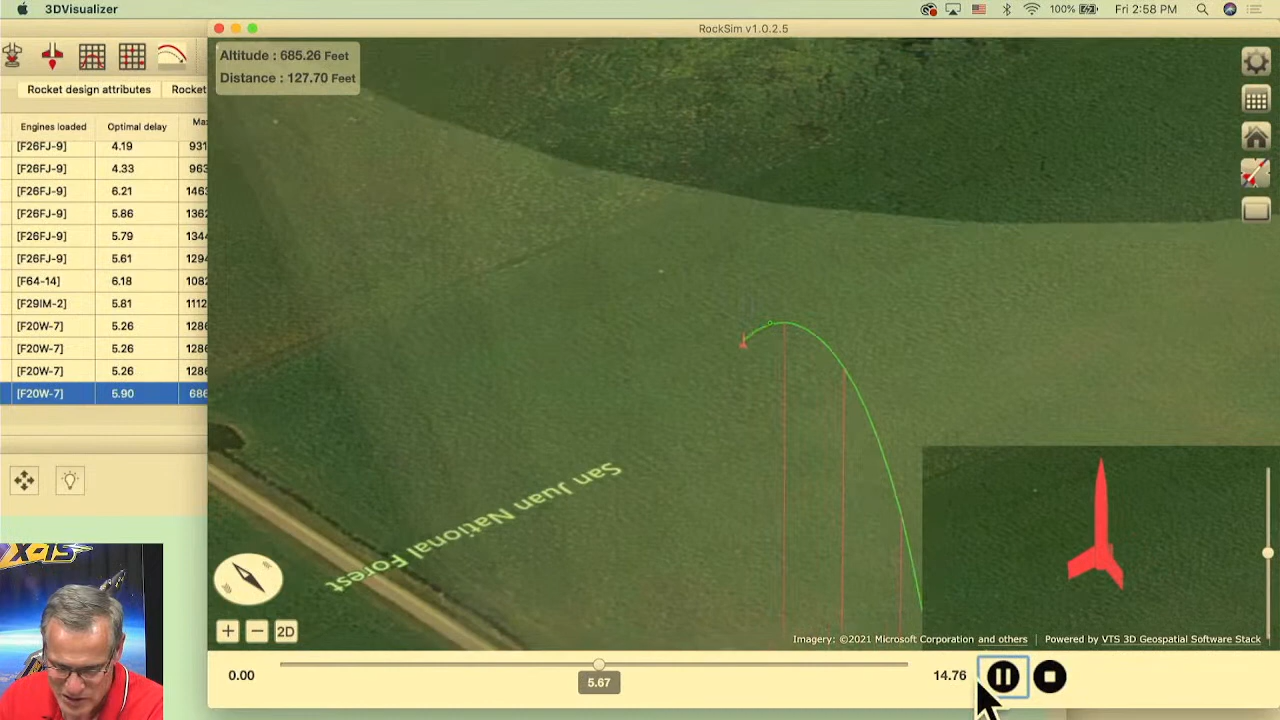 3DVisualizer
100%
Fri 2:58 PM
RockSim v1.0.2.5
Altitude : 685.26 Feet
Distance : 127.70 Feet
Rocket design attributes
Rocket
Engines loaded
Optimal delay
Max
[F26FJ-9] 4.19 931
[F26FJ-9] 4.33 963
[F26FJ-9] 6.21 1463
[F26FJ-9] 5.86 1362
[F26FJ-9] 5.79 1344
[F26FJ-9] 5.61 1294
[F64-14] 6.18 1082
[F29IM-2] 5.81 1112
[F20W-7] 5.26 1286
[F20W-7] 5.26 1286
[F20W-7] 5.26 1286
[F20W-7] 5.90 686
San Juan National Forest
+ − 2D
Imagery: ©2021 Microsoft Corporation and others | Powered by VTS 3D Geospatial Software Stack
0.00
5.67
14.76